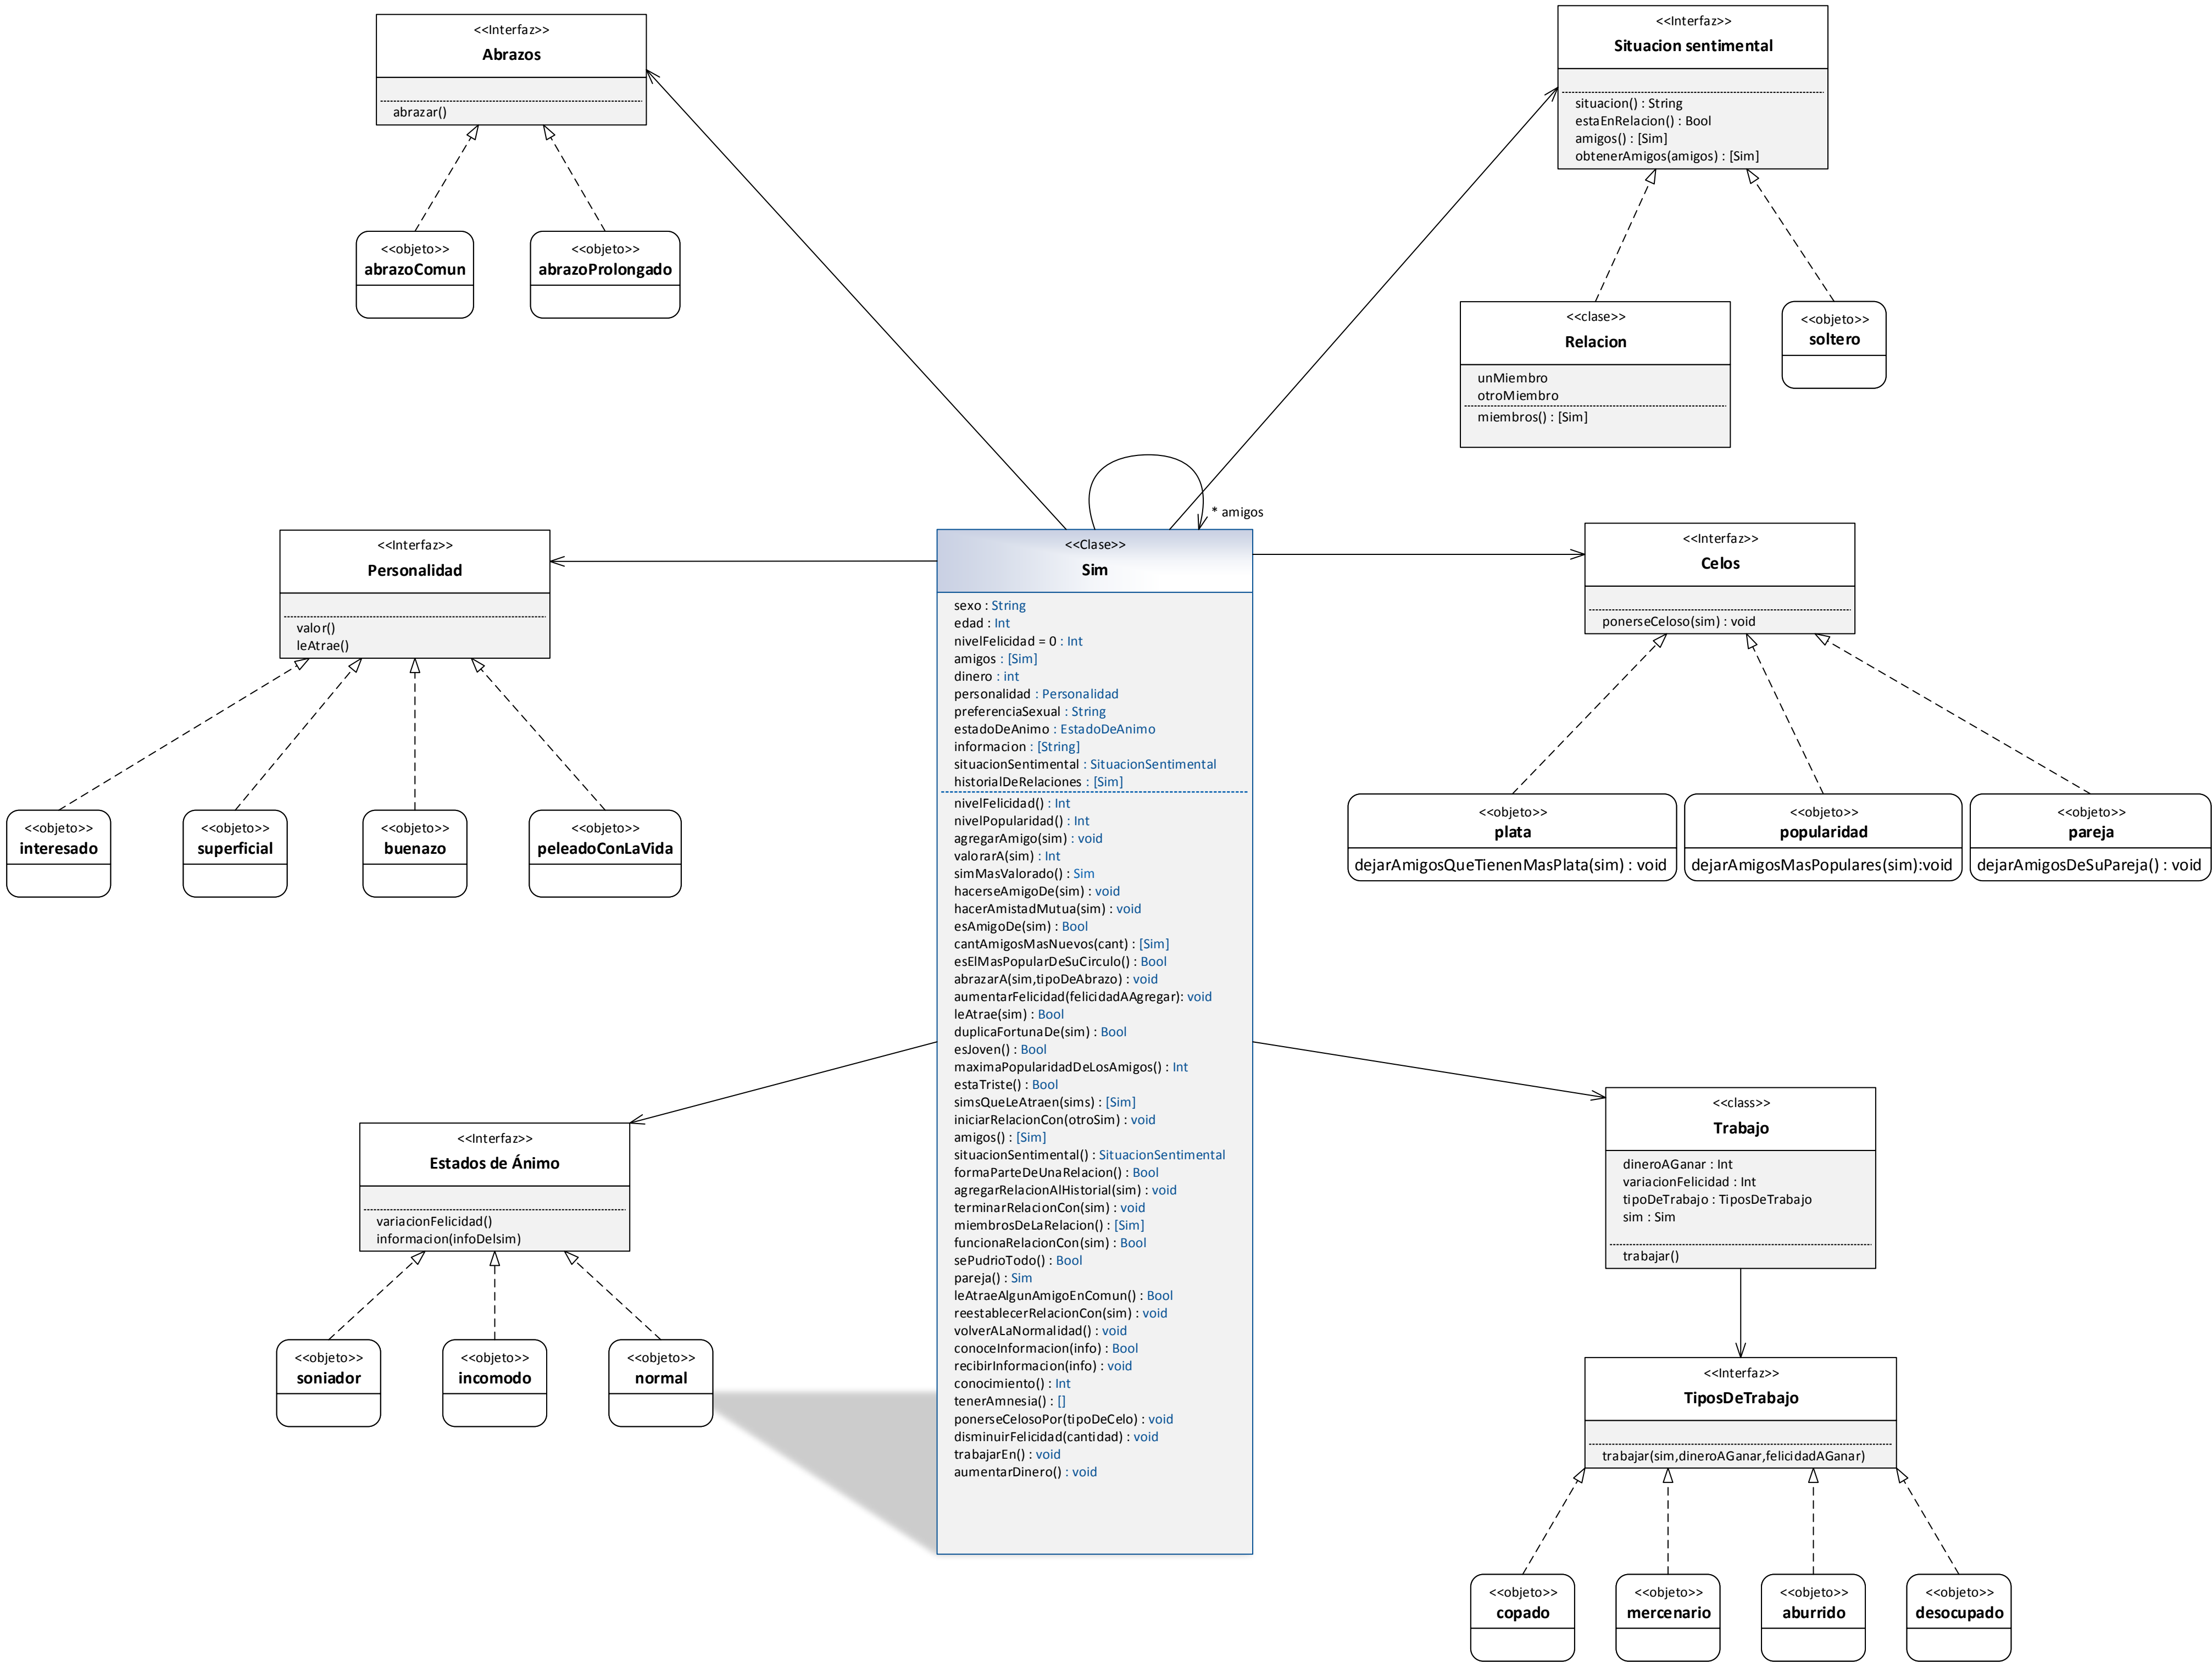 <<Interfaz>>
Abrazos
abrazar()
<<objeto>>
abrazoComun
<<objeto>>
abrazoProlongado
<<Interfaz>>
Situacion sentimental
situacion() : String
estaEnRelacion() : Bool
amigos() : [Sim]
obtenerAmigos(amigos) : [Sim]
<<clase>>
Relacion
unMiembro
otroMiembro
miembros() : [Sim]
<<objeto>>
soltero
<<Interfaz>>
Personalidad
valor()
leAtrae()
<<objeto>>
interesado
<<objeto>>
superficial
<<objeto>>
buenazo
<<objeto>>
peleadoConLaVida
* amigos
<<Clase>>
Sim
sexo : String
edad : Int
nivelFelicidad = 0 : Int
amigos : [Sim]
dinero : int
personalidad : Personalidad
preferenciaSexual : String
estadoDeAnimo : EstadoDeAnimo
informacion : [String]
situacionSentimental : SituacionSentimental
historialDeRelaciones : [Sim]
nivelFelicidad() : Int
nivelPopularidad() : Int
agregarAmigo(sim) : void
valorarA(sim) : Int
simMasValorado() : Sim
hacerseAmigoDe(sim) : void
hacerAmistadMutua(sim) : void
esAmigoDe(sim) : Bool
cantAmigosMasNuevos(cant) : [Sim]
esElMasPopularDeSuCirculo() : Bool
abrazarA(sim,tipoDeAbrazo) : void
aumentarFelicidad(felicidadAAgregar): void
leAtrae(sim) : Bool
duplicaFortunaDe(sim) : Bool
esJoven() : Bool
maximaPopularidadDeLosAmigos() : Int
estaTriste() : Bool
simsQueLeAtraen(sims) : [Sim]
iniciarRelacionCon(otroSim) : void
amigos() : [Sim]
situacionSentimental() : SituacionSentimental
formaParteDeUnaRelacion() : Bool
agregarRelacionAlHistorial(sim) : void
terminarRelacionCon(sim) : void
miembrosDeLaRelacion() : [Sim]
funcionaRelacionCon(sim) : Bool
sePudrioTodo() : Bool
pareja() : Sim
leAtraeAlgunAmigoEnComun() : Bool
reestablecerRelacionCon(sim) : void
volverALaNormalidad() : void
conoceInformacion(info) : Bool
recibirInformacion(info) : void
conocimiento() : Int
tenerAmnesia() : []
ponerseCelosoPor(tipoDeCelo) : void
disminuirFelicidad(cantidad) : void
trabajarEn() : void
aumentarDinero() : void
<<Interfaz>>
Celos
ponerseCeloso(sim) : void
<<objeto>>
plata
dejarAmigosQueTienenMasPlata(sim) : void
<<objeto>>
popularidad
dejarAmigosMasPopulares(sim):void
<<objeto>>
pareja
dejarAmigosDeSuPareja() : void
<<Interfaz>>
Estados de Ánimo
variacionFelicidad()
informacion(infoDelsim)
<<objeto>>
soniador
<<objeto>>
incomodo
<<objeto>>
normal
<<class>>
Trabajo
dineroAGanar : Int
variacionFelicidad : Int
tipoDeTrabajo : TiposDeTrabajo
sim : Sim
trabajar()
<<Interfaz>>
TiposDeTrabajo
trabajar(sim,dineroAGanar,felicidadAGanar)
<<objeto>>
copado
<<objeto>>
mercenario
<<objeto>>
aburrido
<<objeto>>
desocupado